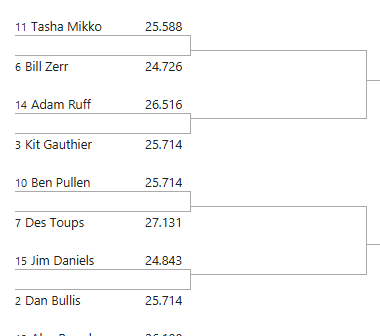 11 Tasha Mikko 25.588
6 Bill Zerr 24.726
14 Adam Ruff 26.516
3 Kit Gauthier 25.714
10 Ben Pullen 25.714
7 Des Toups 27.131
15 Jim Daniels 24.843
2 Dan Bullis 25.714